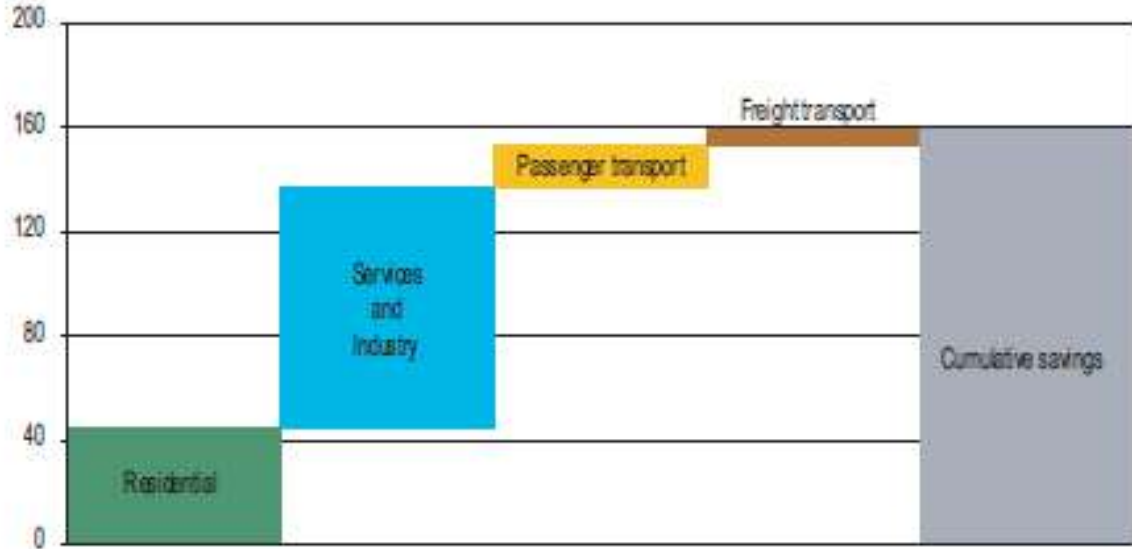 200
Freight transport
160
Passenger transport
120
Services
and
Industry
80
Cumulative savings
40
Residential
0